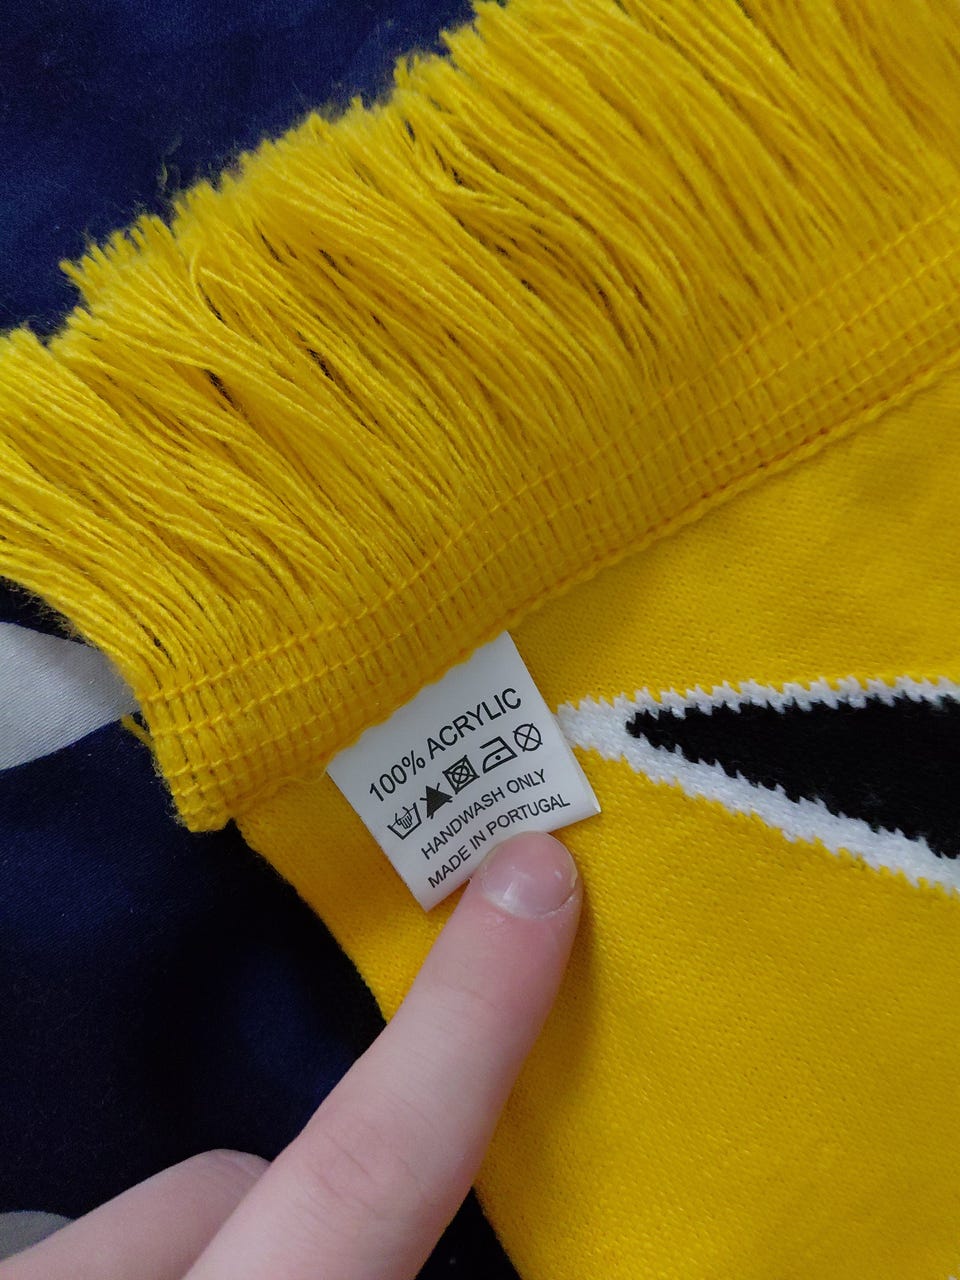 100% ACRYLIC
HANDWASH ONLY
MADE IN PORTUGAL